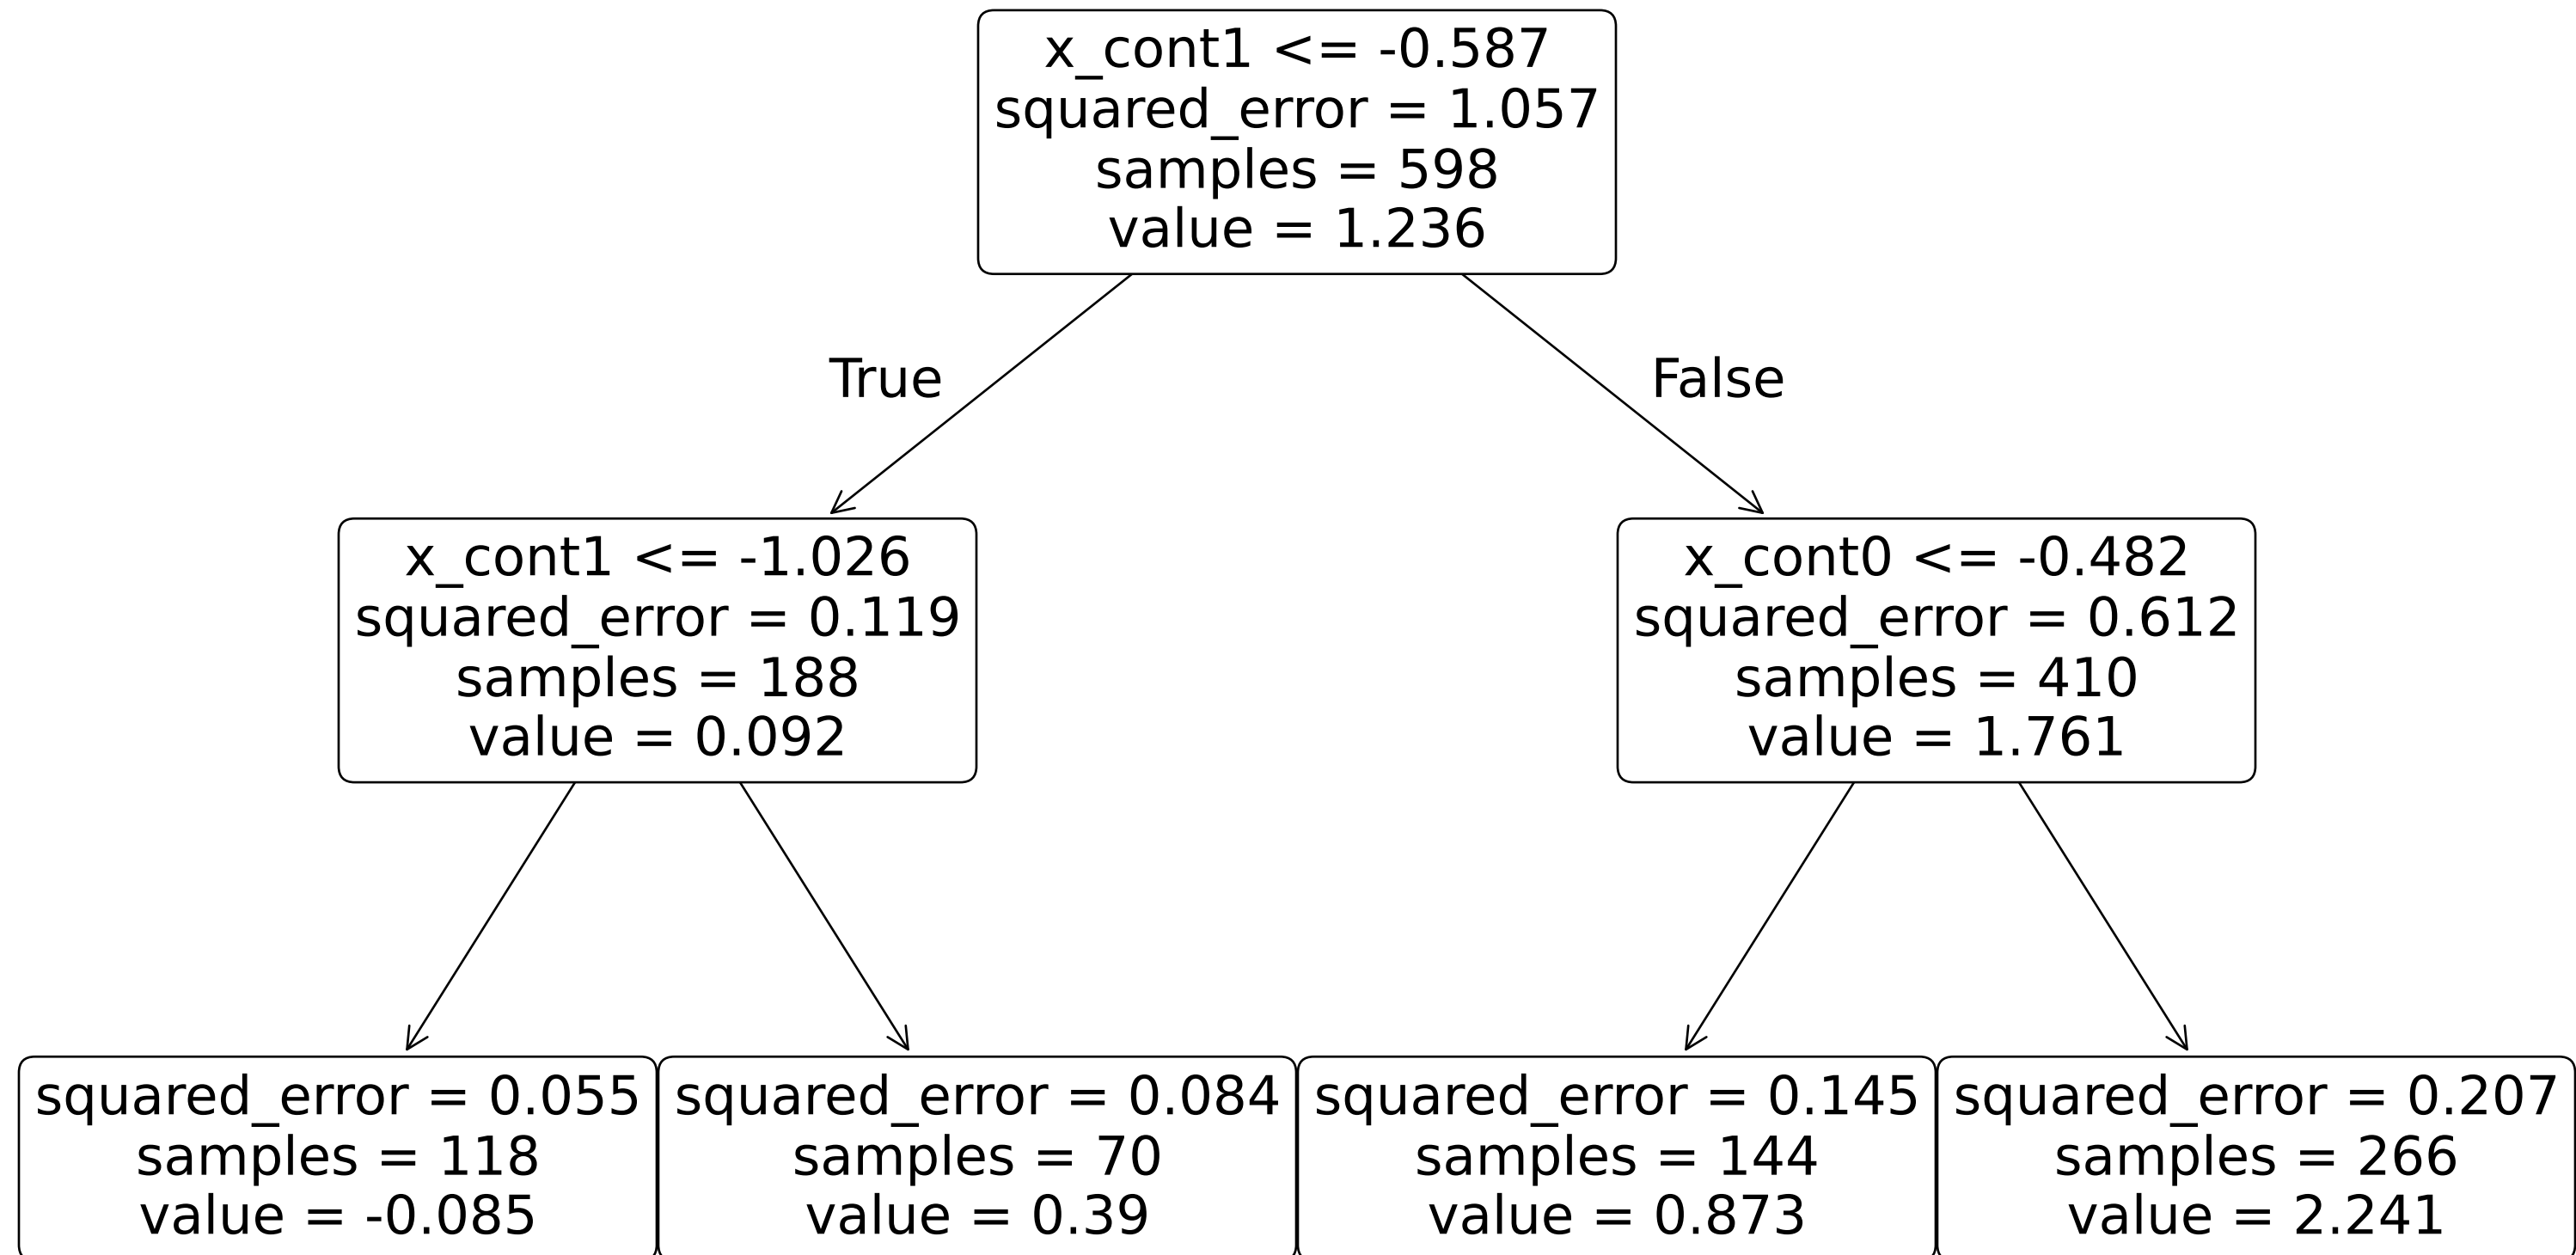 x_cont1 <= -0.587
squared_error = 1.057
samples = 598
value = 1.236
True
False
x_cont1 <= -1.026
squared_error = 0.119
samples = 188
value = 0.092
x_cont0 <= -0.482
squared_error = 0.612
samples = 410
value = 1.761
squared_error = 0.055
samples = 118
value = -0.085
squared_error = 0.084
samples = 70
value = 0.39
squared_error = 0.145
samples = 144
value = 0.873
squared_error = 0.207
samples = 266
value = 2.241